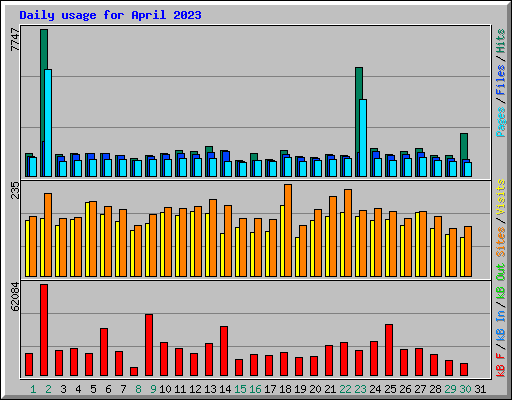 Daily usage for April 2023
7747
Pages / Files / Hits
235
Sites / Visits
62084
kB F / kB In / kB Out
1 2 3 4 5 6 7 8 9 10 11 12 13 14 15 16 17 18 19 20 21 22 23 24 25 26 27 28 29 30 31